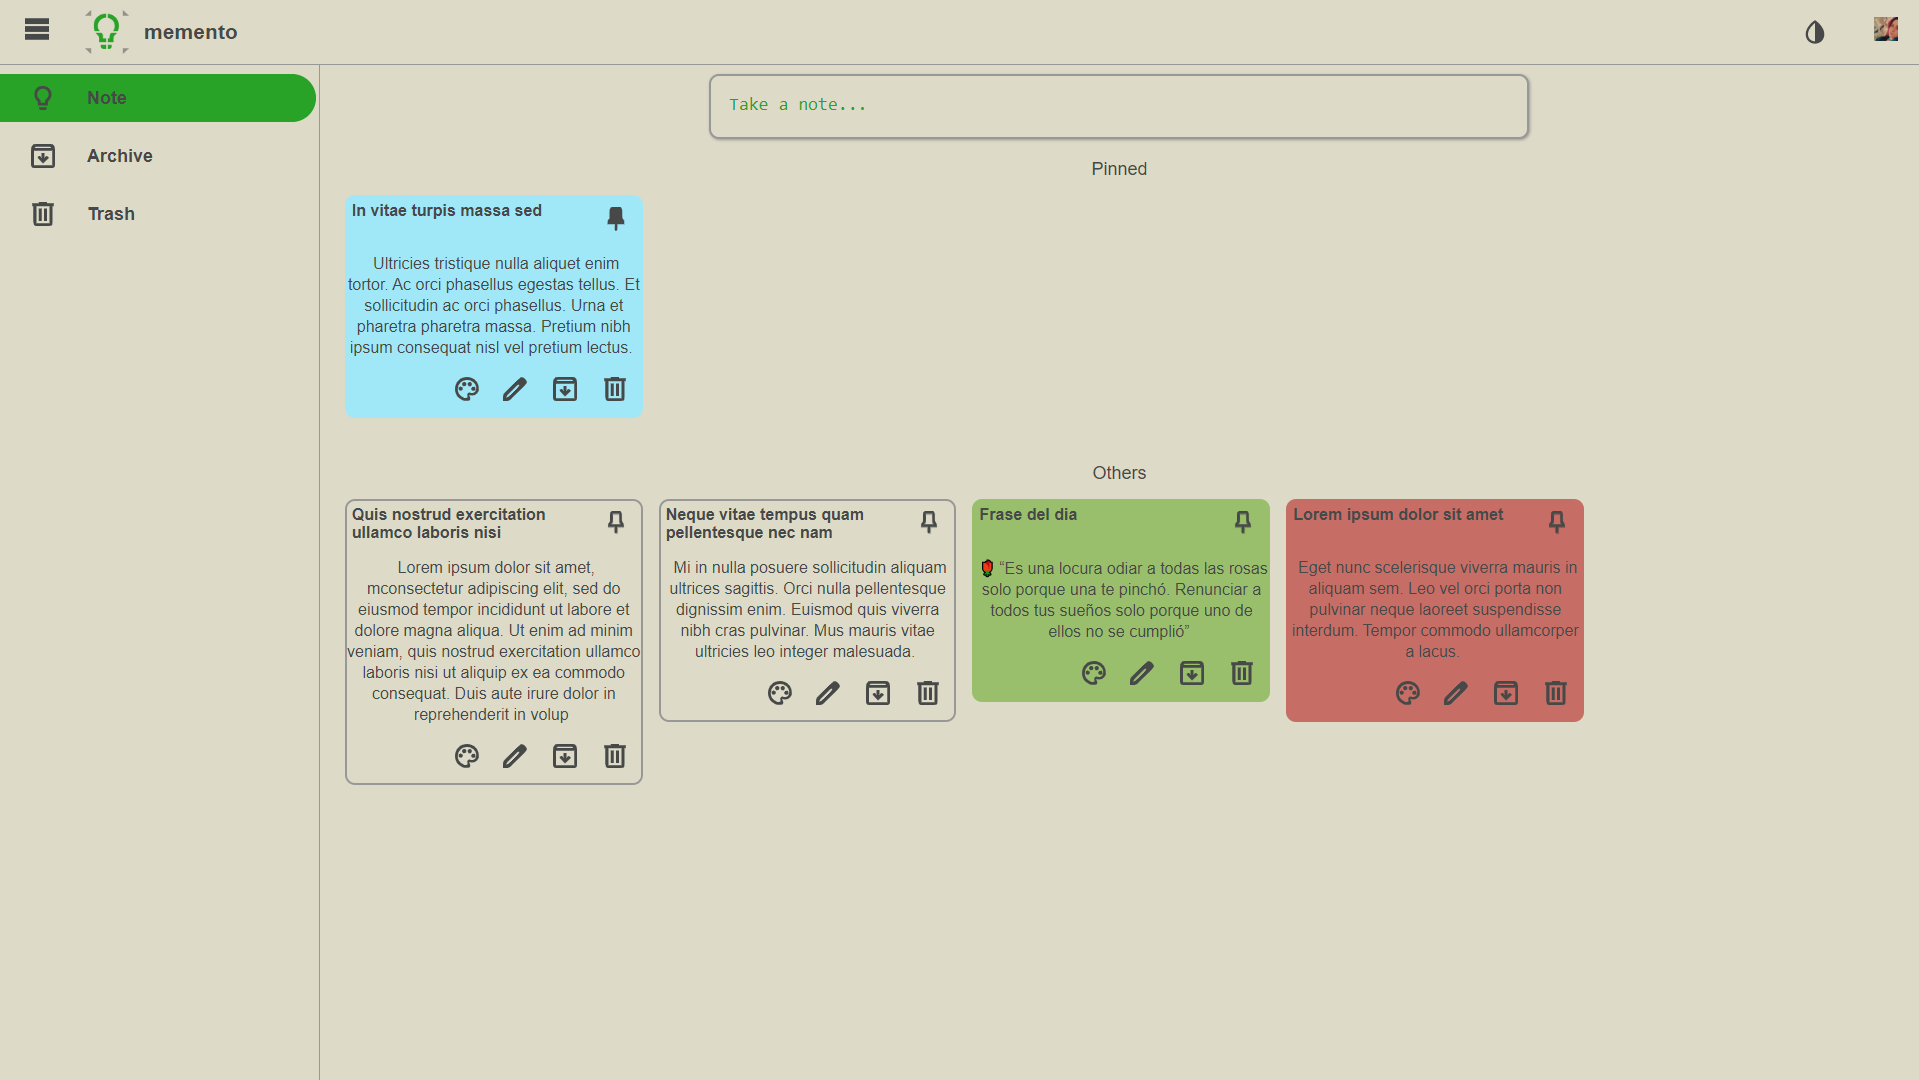 memento
Note
Archive
Trash
Take a note...
Pinned
In vitae turpis massa sed
Ultricies tristique nulla aliquet enim
tortor. Ac orci phasellus egestas tellus. Et
sollicitudin ac orci phasellus. Urna et
pharetra pharetra massa. Pretium nibh
ipsum consequat nisl vel pretium lectus.
Others
Quis nostrud exercitation
ullamco laboris nisi
Lorem ipsum dolor sit amet,
mconsectetur adipiscing elit, sed do
eiusmod tempor incididunt ut labore et
dolore magna aliqua. Ut enim ad minim
veniam, quis nostrud exercitation ullamco
laboris nisi ut aliquip ex ea commodo
consequat. Duis aute irure dolor in
reprehenderit in volup
Neque vitae tempus quam
pellentesque nec nam
Mi in nulla posuere sollicitudin aliquam
ultrices sagittis. Orci nulla pellentesque
dignissim enim. Euismod quis viverra
nibh cras pulvinar. Mus mauris vitae
ultricies leo integer malesuada.
Frase del dia
🌹 “Es una locura odiar a todas las rosas
solo porque una te pinchó. Renunciar a
todos tus sueños solo porque uno de
ellos no se cumplió”
Lorem ipsum dolor sit amet
Eget nunc scelerisque viverra mauris in
aliquam sem. Leo vel orci porta non
pulvinar neque laoreet suspendisse
interdum. Tempor commodo ullamcorper
a lacus.